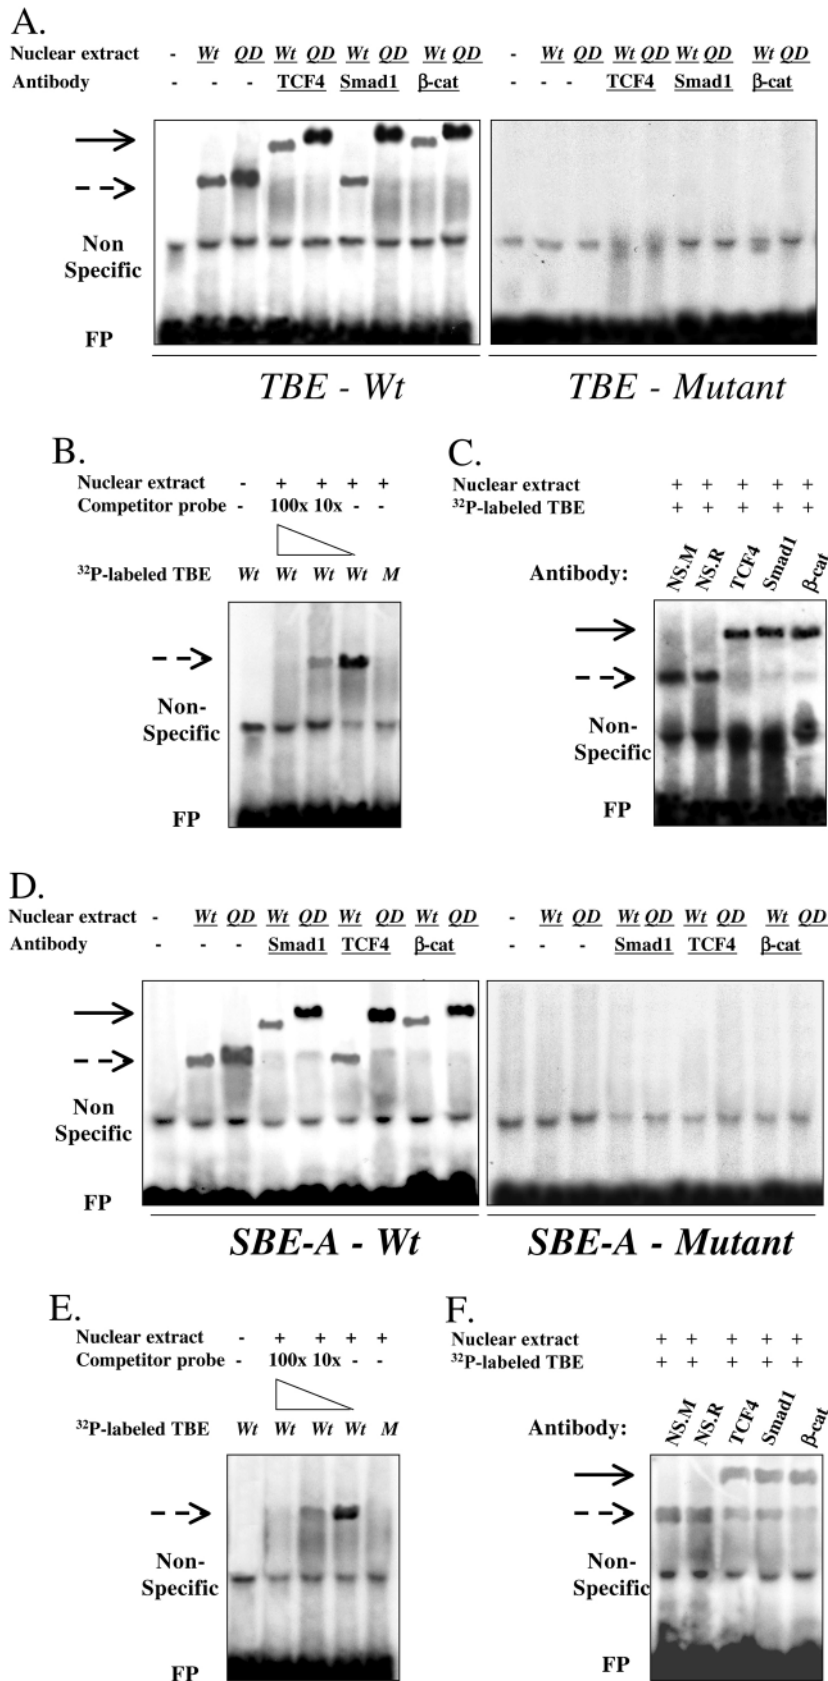 A.
Nuclear extract - Wt QD Wt QD Wt QD Wt QD - Wt QD Wt QD Wt QD Wt QD
Antibody - - - TCF4 Smad1 β-cat - - - TCF4 Smad1 β-cat
Non
Specific
FP
TBE - Wt TBE - Mutant
B.
Nuclear extract - + + + +
Competitor probe - 100x 10x - -
32P-labeled TBE Wt Wt Wt Wt M
Non-
Specific
FP
C.
Nuclear extract + + + + +
32P-labeled TBE + + + + +
Antibody: NS.M NS.R TCF4 Smad1 β-cat
Non-
Specific
FP
D.
Nuclear extract - Wt QD Wt QD Wt QD Wt QD - Wt QD Wt QD Wt QD Wt QD
Antibody - - - Smad1 TCF4 β-cat - - - Smad1 TCF4 β-cat
Non
Specific
FP
SBE-A - Wt SBE-A - Mutant
E.
Nuclear extract - + + + +
Competitor probe - 100x 10x - -
32P-labeled TBE Wt Wt Wt Wt M
Non-
Specific
FP
F.
Nuclear extract + + + + +
32P-labeled TBE + + + + +
Antibody: NS.M NS.R TCF4 Smad1 β-cat
Non-
Specific
FP